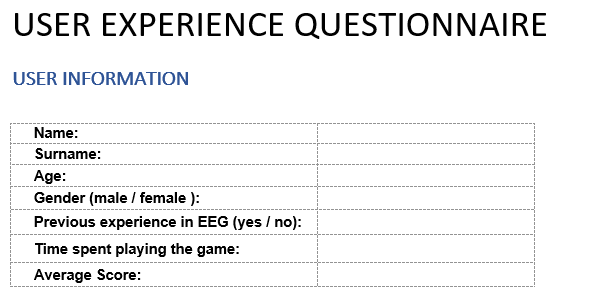 USER EXPERIENCE QUESTIONNAIRE
USER INFORMATION
Name:
Surname:
Age:
Gender (male / female ):
Previous experience in EEG (yes / no):
Time spent playing the game:
Average Score: